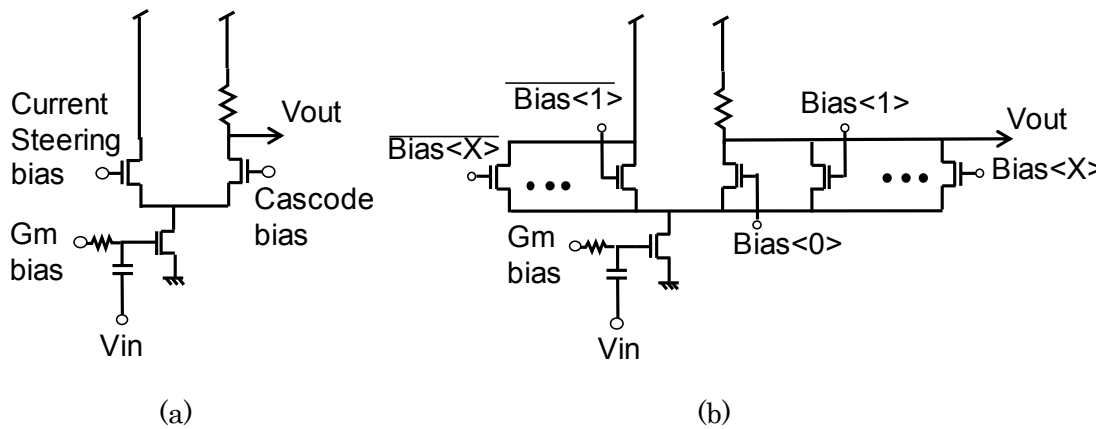 Current
Steering
bias
Vout
Cascode
bias
Gm
bias
Vin
(a)
Bias<1>
Bias<X>
Bias<1>
Vout
Bias<X>
Bias<0>
Gm
bias
Vin
(b)